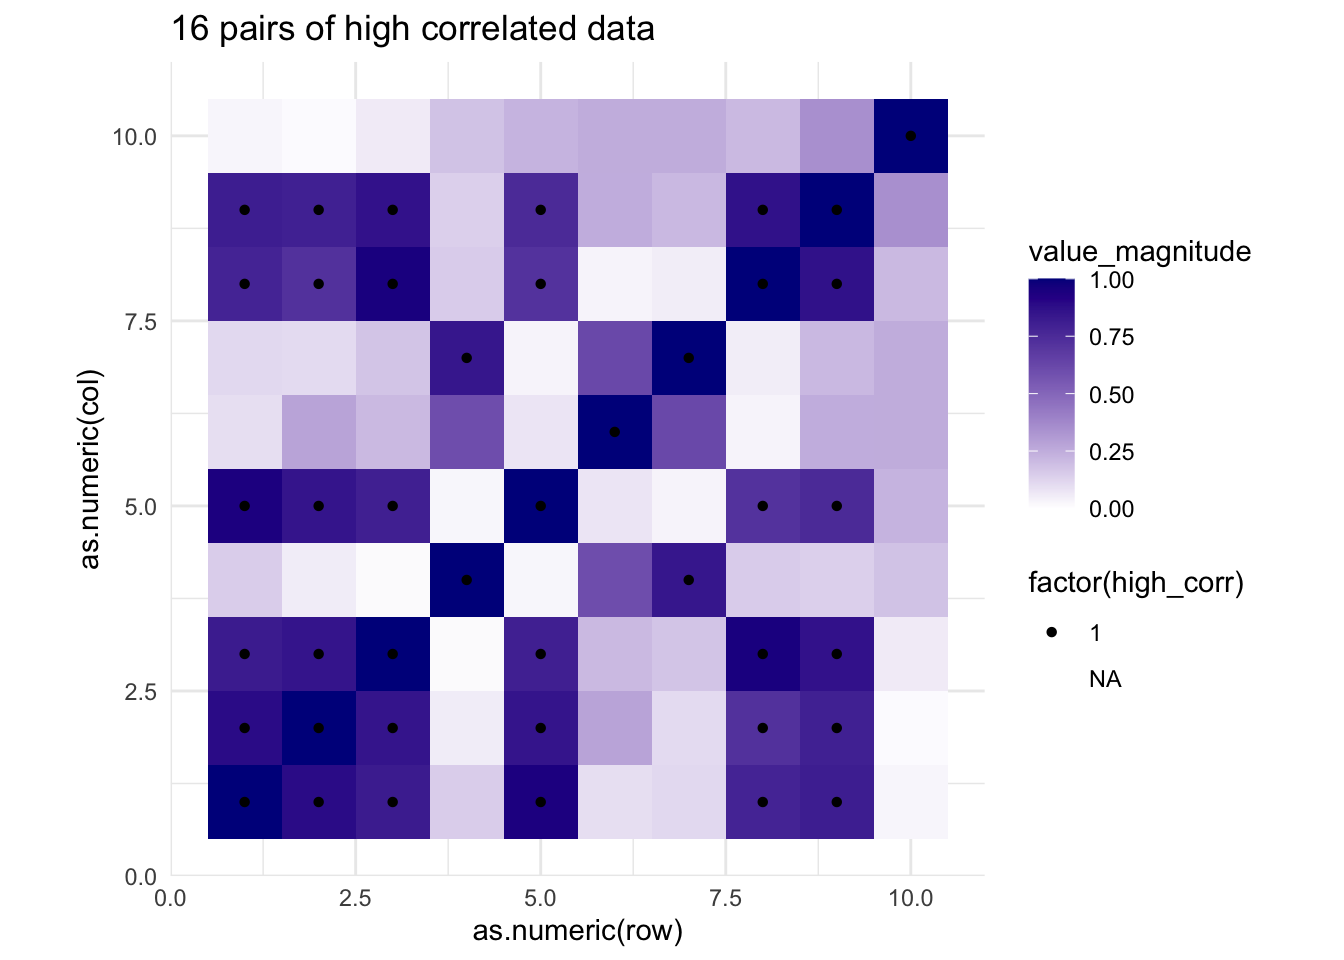 16 pairs of high correlated data
10.0
7.5
5.0
2.5
0.0
as.numeric(col)
0.0 2.5 5.0 7.5 10.0
as.numeric(row)
value_magnitude
1.00
0.75
0.50
0.25
0.00
factor(high_corr)
1
NA